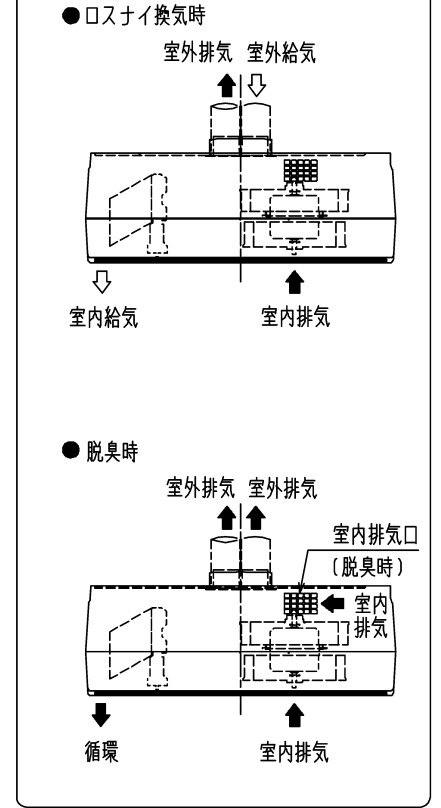 ●ロスナイ換気時
室外排気 室外給気
室内給気
室内排気
●脱臭時
室外排気 室外排気
室内排気口
(脱臭時)
室内
排気
循環
室内排気